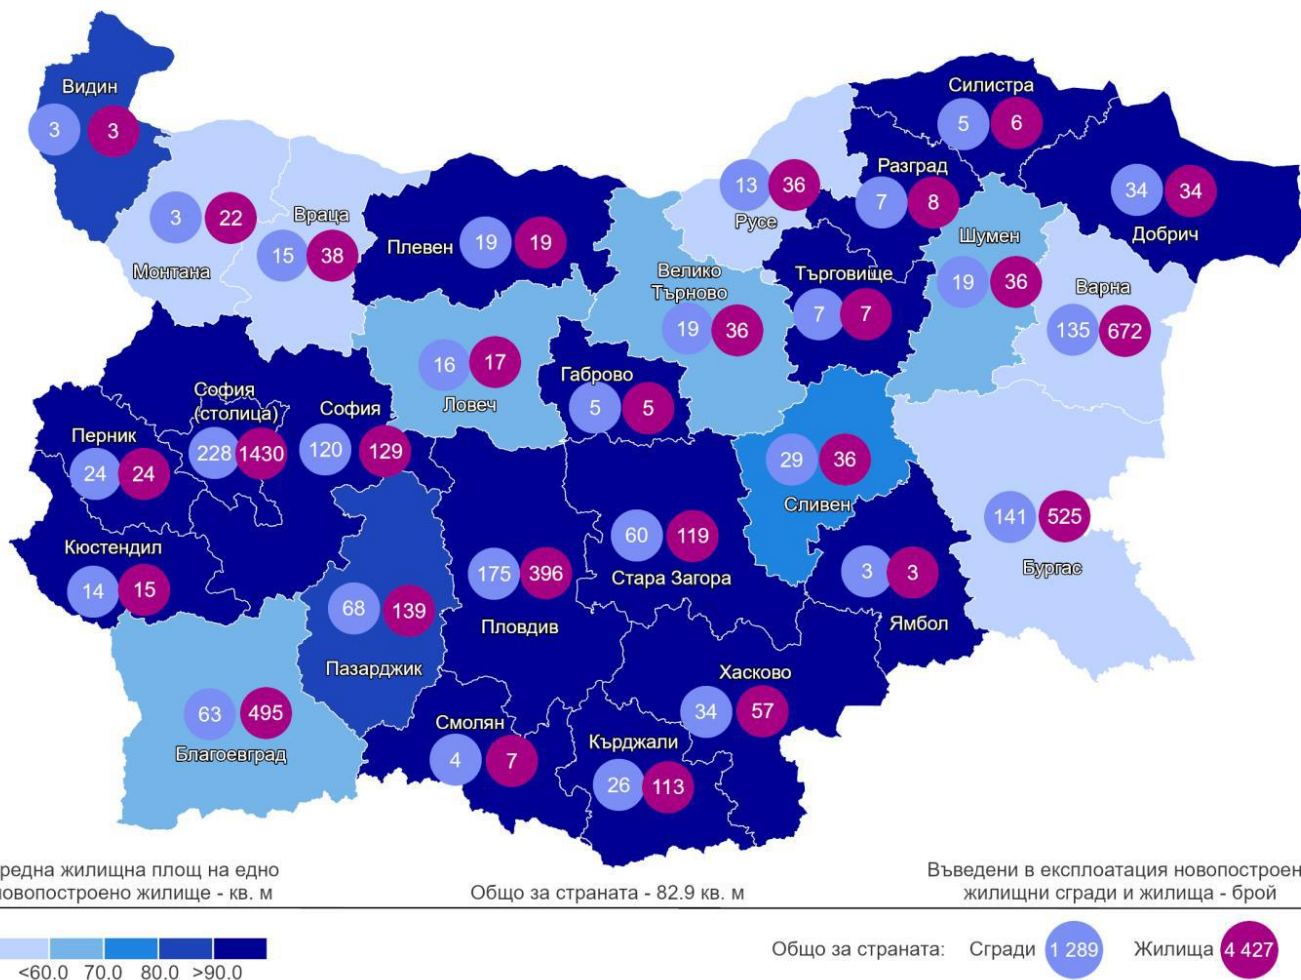 Видин
3 3
Монтана
3 22
Враца
15 38
Плевен
19 19
Ловеч
16 17
Велико
Търново
19 36
Габрово
5 5
Русе
13 36
Разград
7 8
Силистра
5 6
Добрич
34 34
Търговище
7 7
Шумен
19 36
Варна
135 672
София
(столица)
228 1430
София
120 129
Перник
24 24
Кюстендил
14 15
Благоевград
63 495
Пазарджик
68 139
Пловдив
175 396
Стара Загора
60 119
Сливен
29 36
Ямбол
3 3
Бургас
141 525
Хасково
34 57
Смолян
4 7
Кърджали
26 113
редна жилищна площ на едно
новопостроено жилище - кв. м
Общо за страната - 82.9 кв. м
Въведени в експлоатация новопостроен
жилищни сгради и жилища - брой
<60.0 70.0 80.0 >90.0
Общо за страната: Сгради 1 289 Жилища 4 427